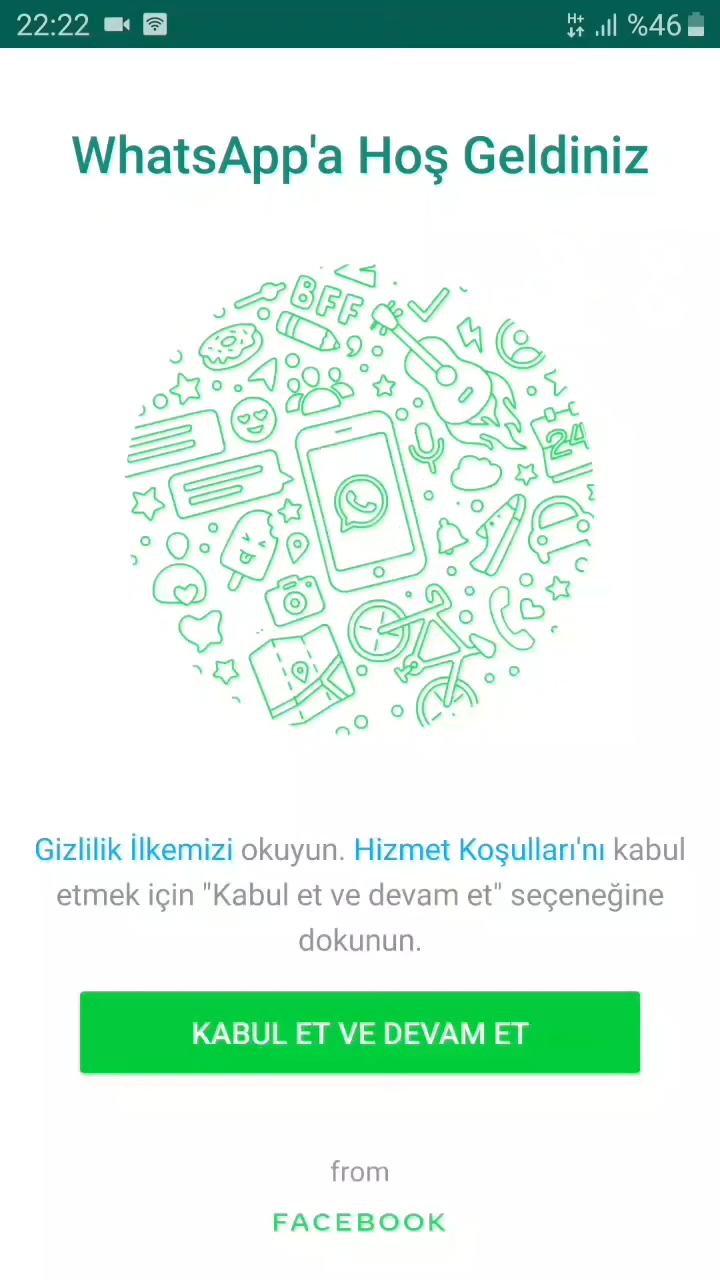 22:22 H+ %46
WhatsApp'a Hoş Geldiniz
BFF
24
Gizlilik İlkemizi okuyun. Hizmet Koşulları'nı kabul
etmek için "Kabul et ve devam et" seçeneğine
dokunun.
KABUL ET VE DEVAM ET
from
FACEBOOK